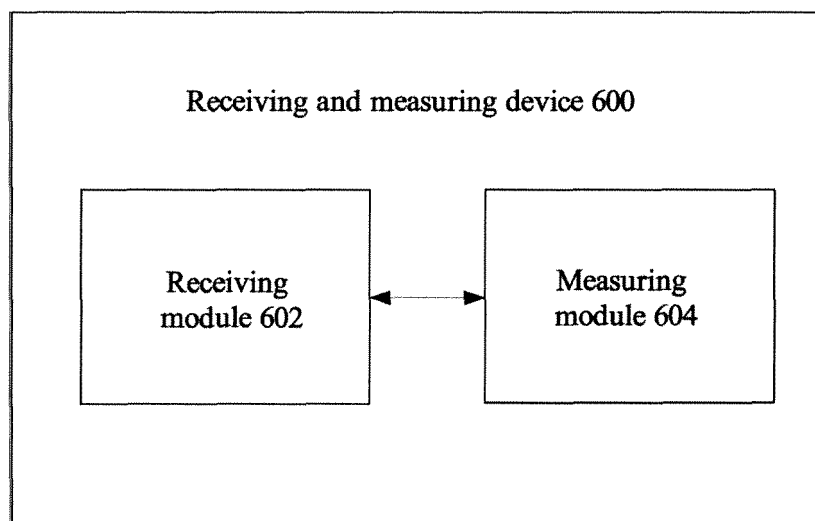 Receiving and measuring device 600
Receiving
module 602
Measuring
module 604